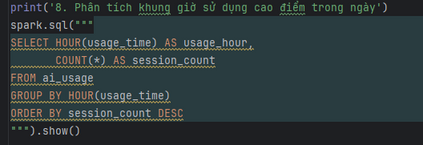 print('8. Phân tích khung giờ sử dụng cao điểm trong ngày')
spark.sql("""
SELECT HOUR(usage_time) AS usage_hour,
       COUNT(*) AS session_count
FROM ai_usage
GROUP BY HOUR(usage_time)
ORDER BY session_count DESC
""").show()